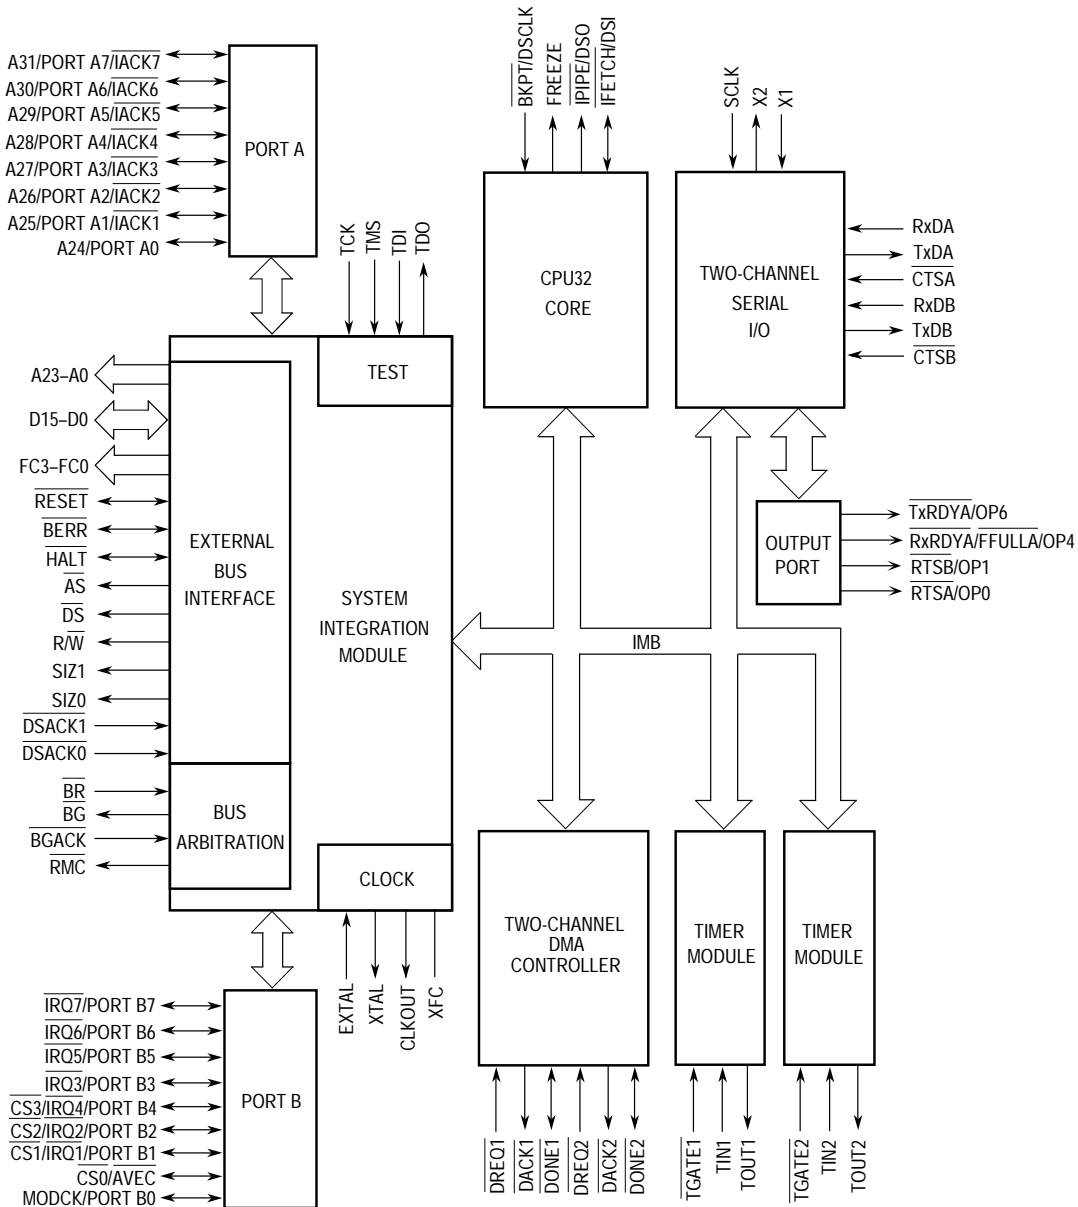 A31/PORT A7/IACK7
A30/PORT A6/IACK6
A29/PORT A5/IACK5
A28/PORT A4/IACK4
A27/PORT A3/IACK3
A26/PORT A2/IACK2
A25/PORT A1/IACK1
A24/PORT A0
PORT A
TCK
TMS
TDI
TDO
TEST
BKPT/DSCLK
FREEZE
IPIPE/DSO
IFETCH/DSI
CPU32
CORE
SCLK
X2
X1
TWO-CHANNEL
SERIAL
I/O
RxDA
TxDA
CTSA
RxDB
TxDB
CTSB
A23–A0
D15–D0
FC3–FC0
RESET
BERR
HALT
AS
DS
R/W
SIZ1
SIZ0
DSACK1
DSACK0
EXTERNAL
BUS
INTERFACE
SYSTEM
INTEGRATION
MODULE
OUTPUT
PORT
TxRDYA/OP6
RxRDYA/FFULLA/OP4
RTSB/OP1
RTSA/OP0
IMB
BR
BG
BGACK
RMC
BUS
ARBITRATION
CLOCK
EXTAL
XTAL
CLKOUT
XFC
TWO-CHANNEL
DMA
CONTROLLER
TIMER
MODULE
TIMER
MODULE
IRQ7/PORT B7
IRQ6/PORT B6
IRQ5/PORT B5
IRQ3/PORT B3
CS3/IRQ4/PORT B4
CS2/IRQ2/PORT B2
CS1/IRQ1/PORT B1
CS0/AVEC
MODCK/PORT B0
PORT B
DREQ1
DACK1
DONE1
DREQ2
DACK2
DONE2
TGATE1
TIN1
TOUT1
TGATE2
TIN2
TOUT2